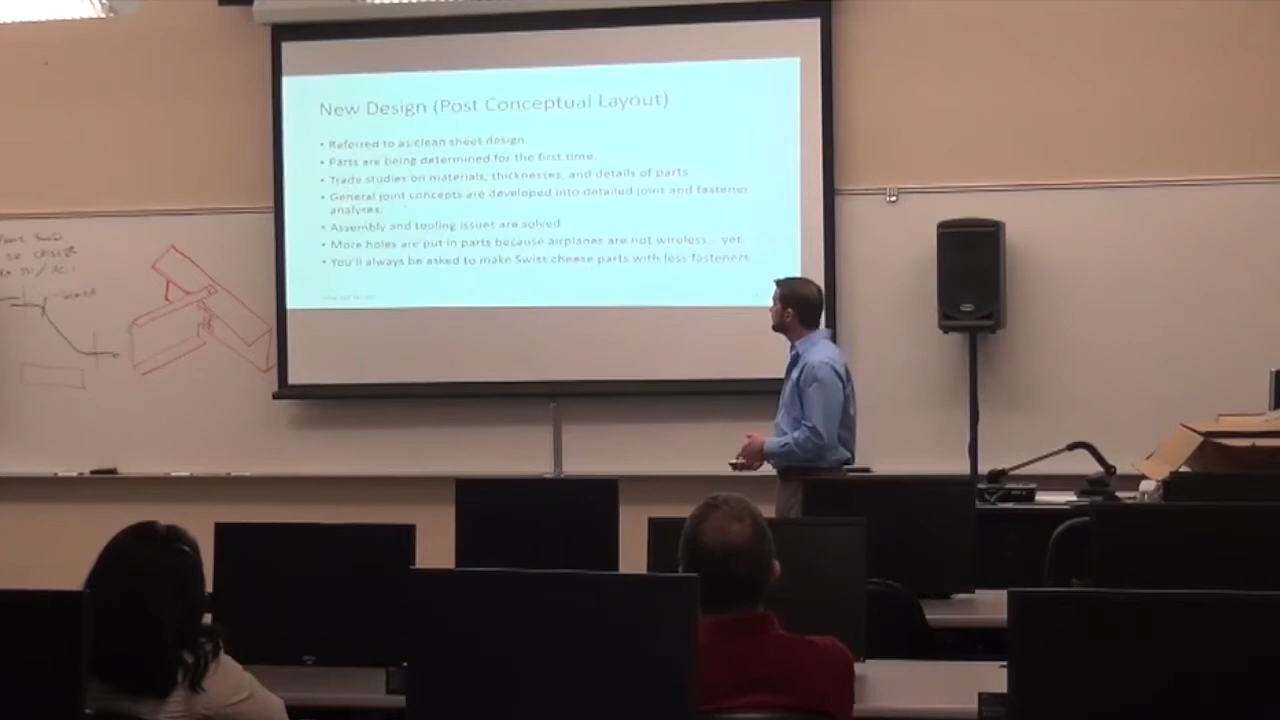 New Design (Post Conceptual Layout)
• Referred to as clean sheet design.
• Parts are being determined for the first time.
• Trade studies on materials, thicknesses, and details of parts
• General joint concepts are developed into detailed joint and fastener
analyses.
• Assembly and tooling issues are solved
• More holes are put in parts because airplanes are not wireless... yet
• You'll always be asked to make Swiss cheese parts with less fasteners